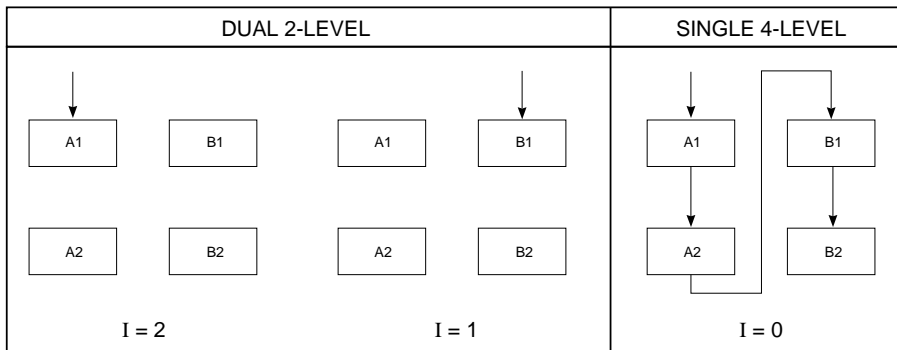 DUAL 2-LEVEL SINGLE 4-LEVEL
A1 B1 A1 B1 A1 B1
A2 B2 A2 B2 A2 B2
I = 2 I = 1 I = 0